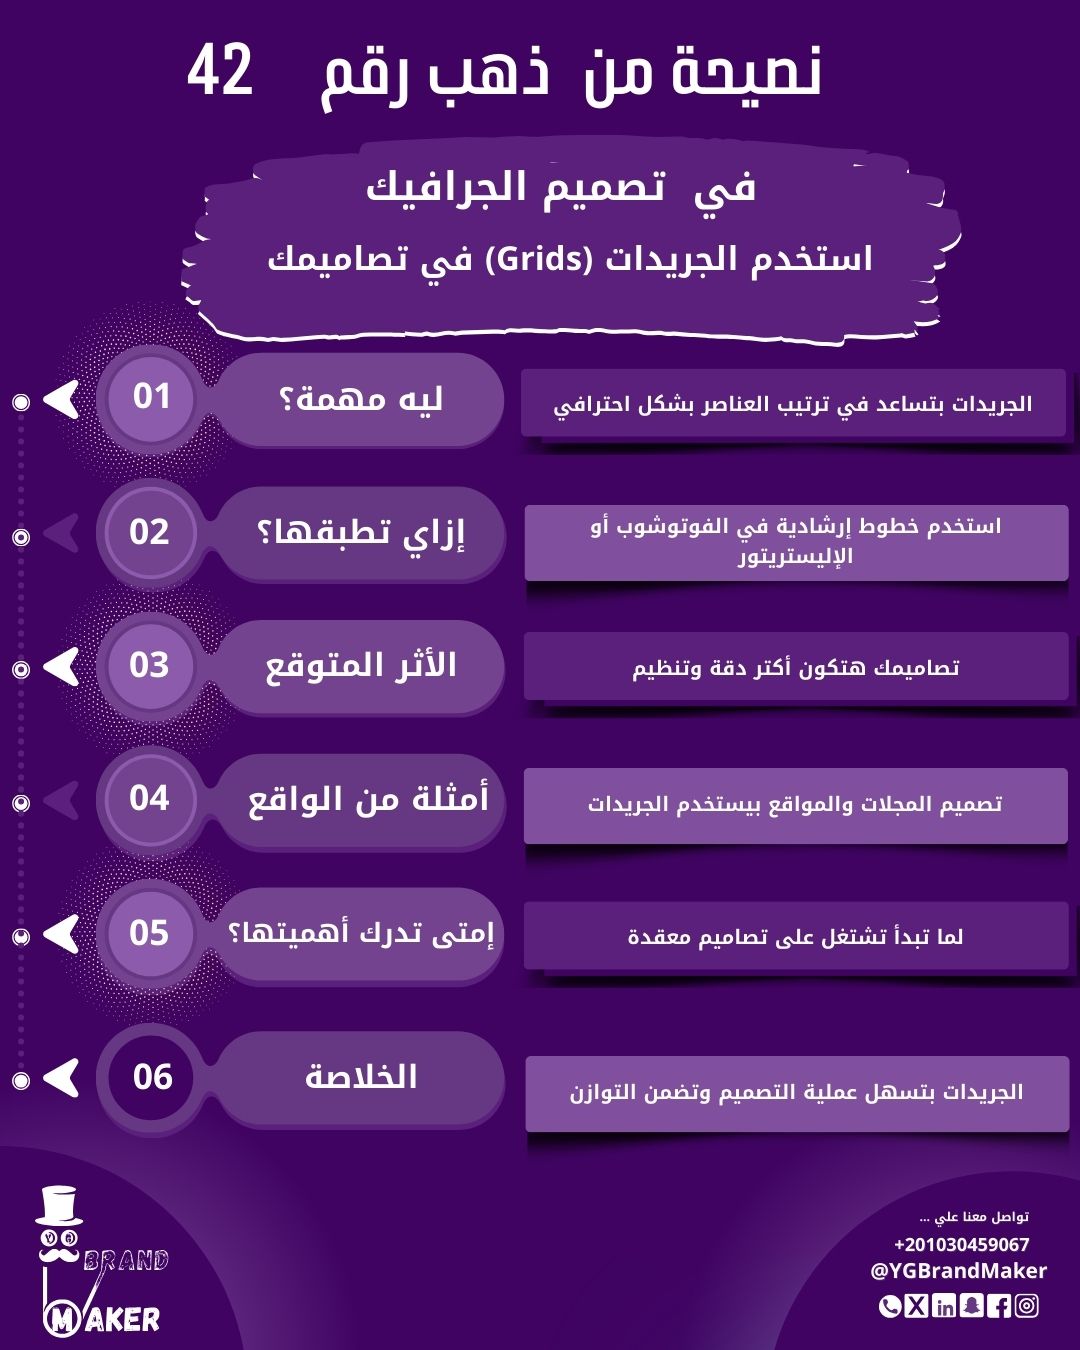 نصيحة من ذهب رقم 42
في تصميم الجرافيك
استخدم الجريدات (Grids) في تصاميمك
01
ليه مهمة؟
الجريدات بتساعد في ترتيب العناصر بشكل احترافي
02
إزاي تطبقها؟
استخدم خطوط إرشادية في الفوتوشوب أو
الإليستريتور
03
الأثر المتوقع
تصاميمك هتكون أكتر دقة وتنظيم
04
أمثلة من الواقع
تصميم المجلات والمواقع بيستخدم الجريدات
05
إمتى تدرك أهميتها؟
لما تبدأ تشتغل على تصاميم معقدة
06
الخلاصة
الجريدات بتسهل عملية التصميم وتضمن التوازن
YG
BRAND
MAKER
تواصل معنا علي ...
+201030459067
@YGBrandMaker